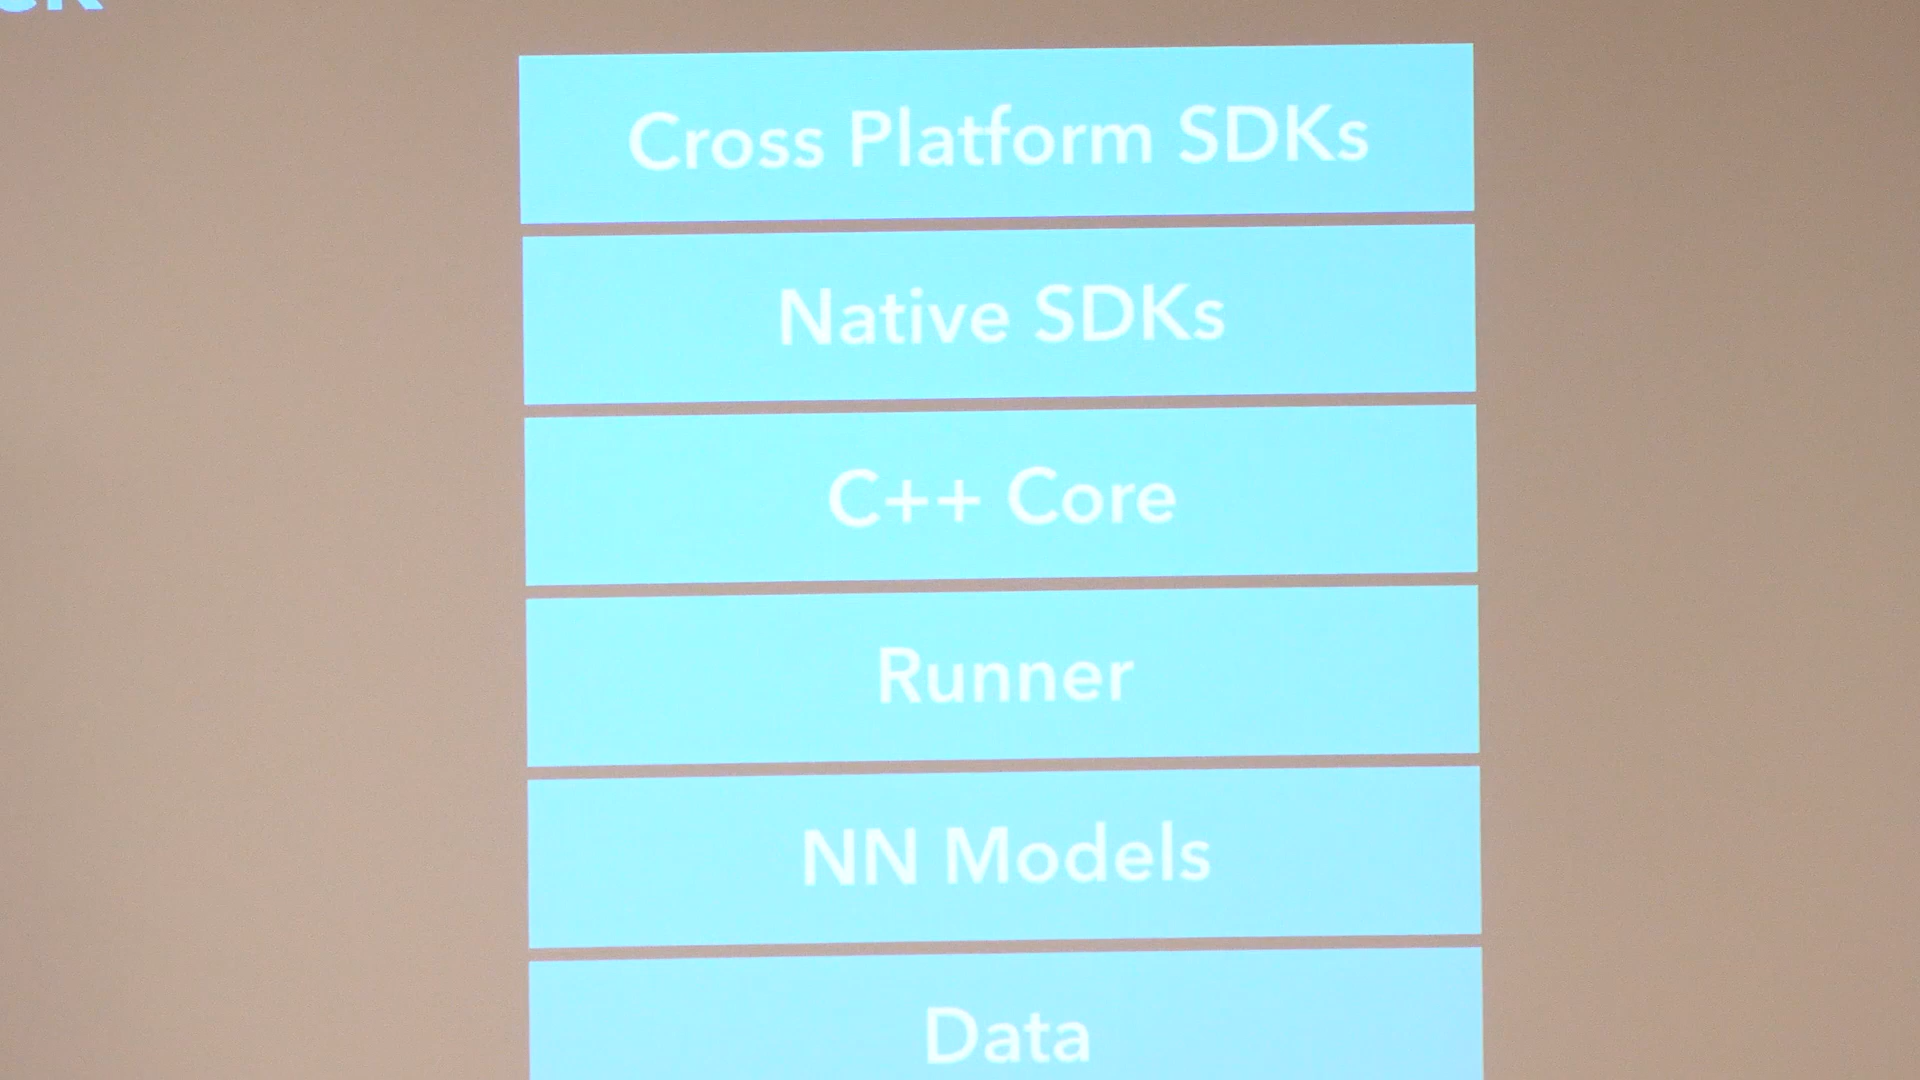 Cross Platform SDKs
Native SDKs
C++ Core
Runner
NN Models
Data